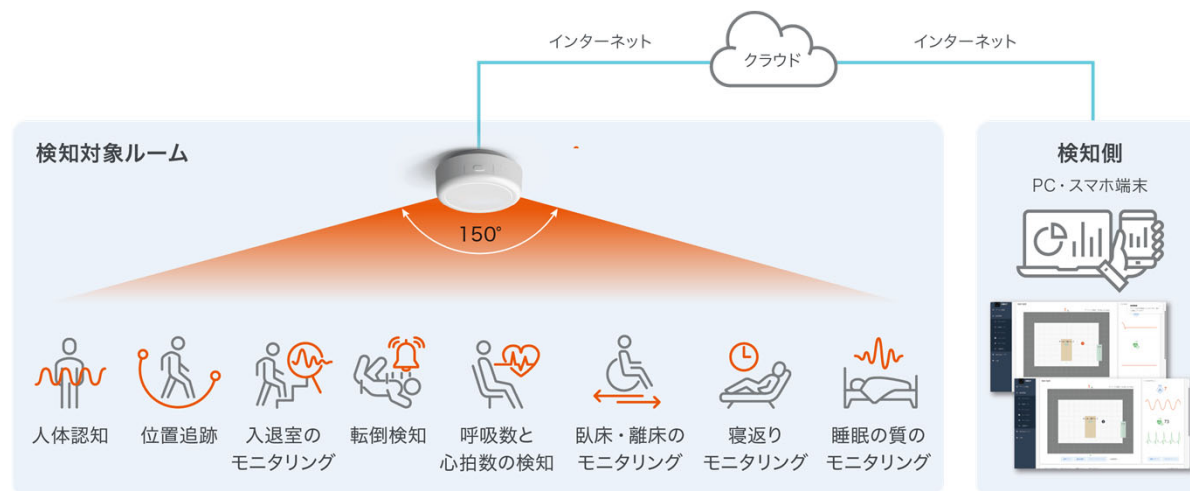 インターネット
クラウド
インターネット
検知対象ルーム
150°
人体認知
位置追跡
入退室の
モニタリング
転倒検知
呼吸数と
心拍数の検知
臥床・離床の
モニタリング
寝返り
モニタリング
睡眠の質の
モニタリング
検知側
PC・スマホ端末